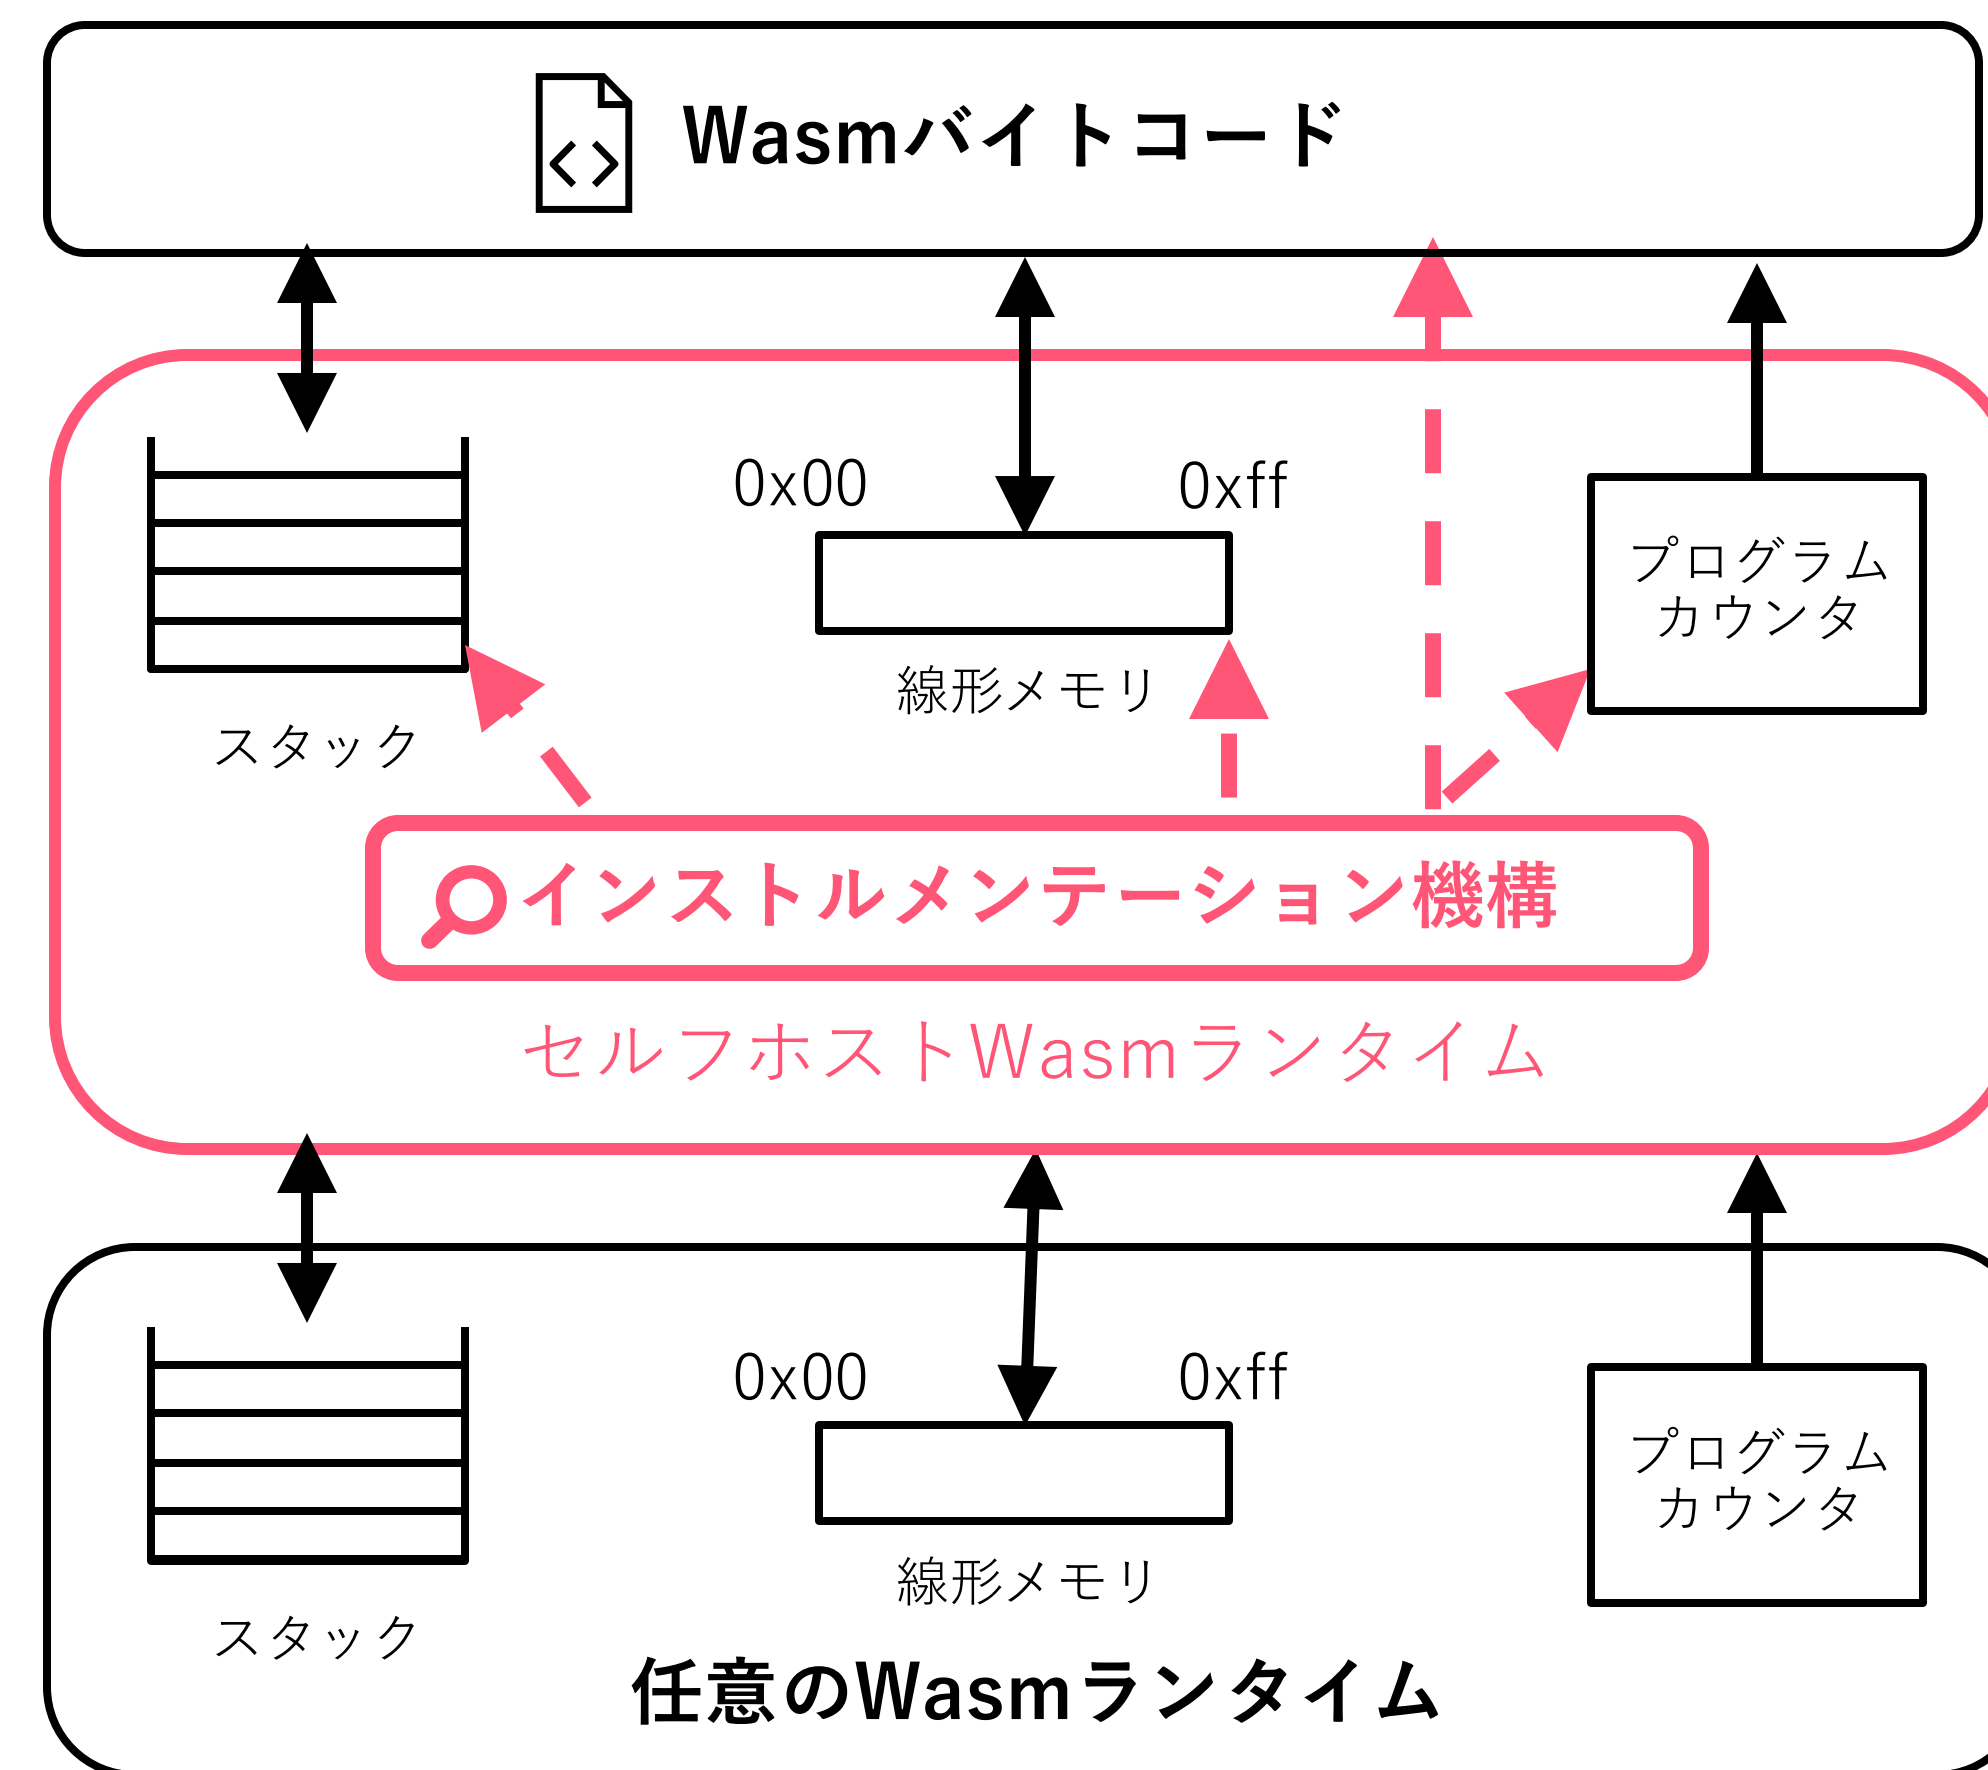 Wasmバイトコード
0x00
0xff
プログラム
カウンタ
線形メモリ
スタック
インストルメンテーション機構
セルフホストWasmランタイム
0x00
0xff
プログラム
カウンタ
線形メモリ
スタック
任意のWasmランタイム